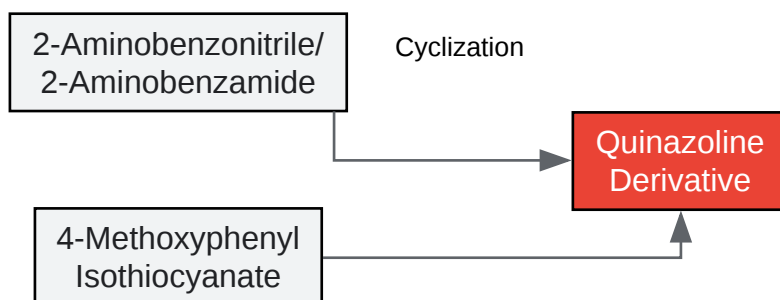 2-Aminobenzonitrile/
2-Aminobenzamide
Cyclization
Quinazoline
Derivative
4-Methoxyphenyl
Isothiocyanate